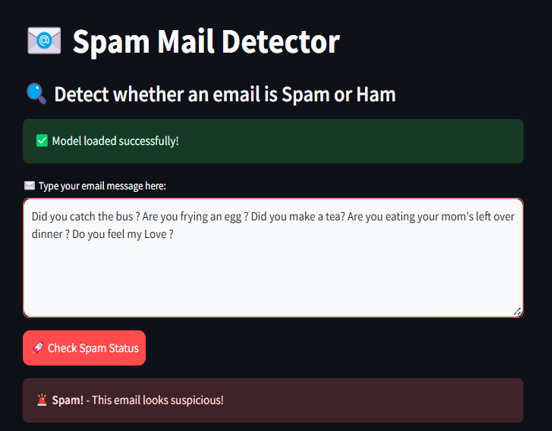 Spam Mail Detector
Detect whether an email is Spam or Ham
Model loaded successfully!
Type your email message here:
Did you catch the bus ? Are you frying an egg ? Did you make a tea? Are you eating your mom's left over
dinner ? Do you feel my Love ?
Check Spam Status
Spam! - This email looks suspicious!